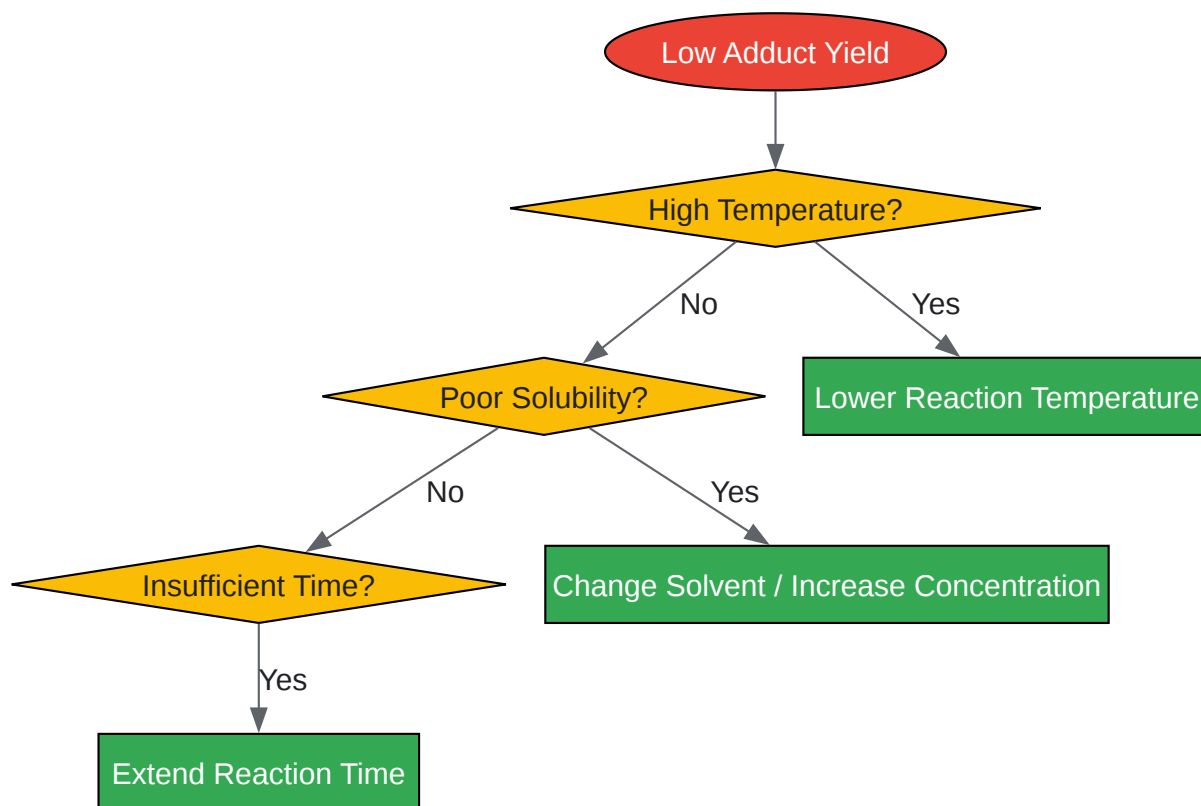 Low Adduct Yield
High Temperature?
No
Yes
Poor Solubility?
Lower Reaction Temperature
No
Yes
Insufficient Time?
Change Solvent / Increase Concentration
Yes
Extend Reaction Time